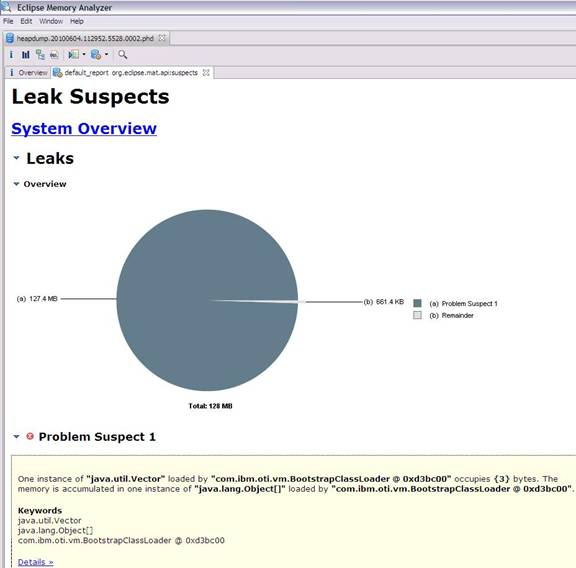 Eclipse Memory Analyzer
File Edit Window Help
heapdump.20100604.112952.5528.0002.phd
i Overview default_report org.eclipse.mat.api:suspects
Leak Suspects
System Overview
Leaks
Overview
(a) 127.4 MB
(b) 661.4 KB
(a) Problem Suspect 1
(b) Remainder
Total: 128 MB
Problem Suspect 1
One instance of "java.util.Vector" loaded by "com.ibm.oti.vm.BootstrapClassLoader @ 0xd3bc00" occupies {3} bytes. The
memory is accumulated in one instance of "java.lang.Object[]" loaded by "com.ibm.oti.vm.BootstrapClassLoader @ 0xd3bc00".
Keywords
java.util.Vector
java.lang.Object[]
com.ibm.oti.vm.BootstrapClassLoader @ 0xd3bc00
Details »